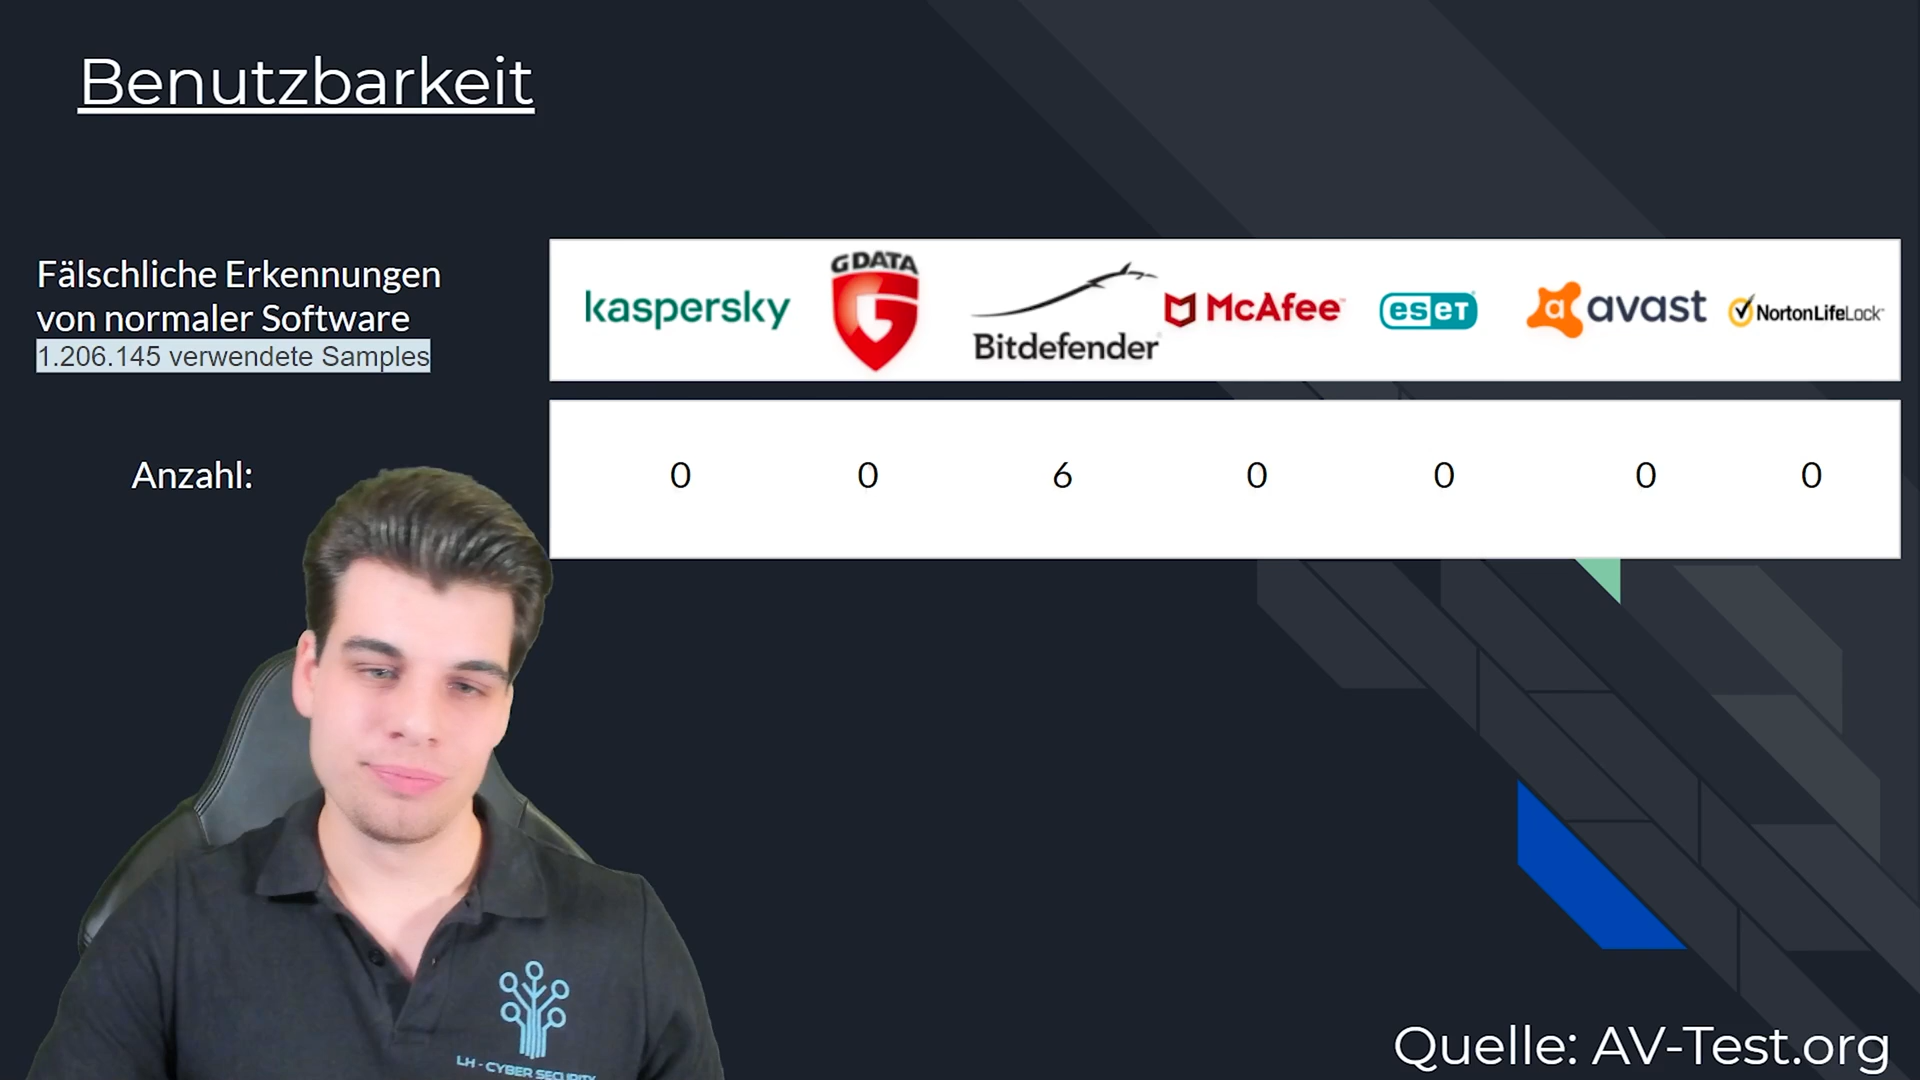 Benutzbarkeit
Fälschliche Erkennungen
von normaler Software
1.206.145 verwendete Samples
kaspersky
G DATA
Bitdefender
McAfee™
eseT
avast
NortonLifeLock
Anzahl:
0 0 6 0 0 0 0
LH - CYBER SECURITY
Quelle: AV-Test.org